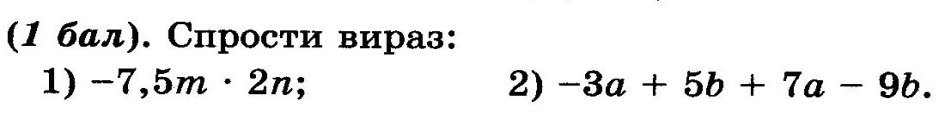 (1 бал). Спрости вираз:
1) −7,5m · 2n; 2) −3a + 5b + 7a − 9b.